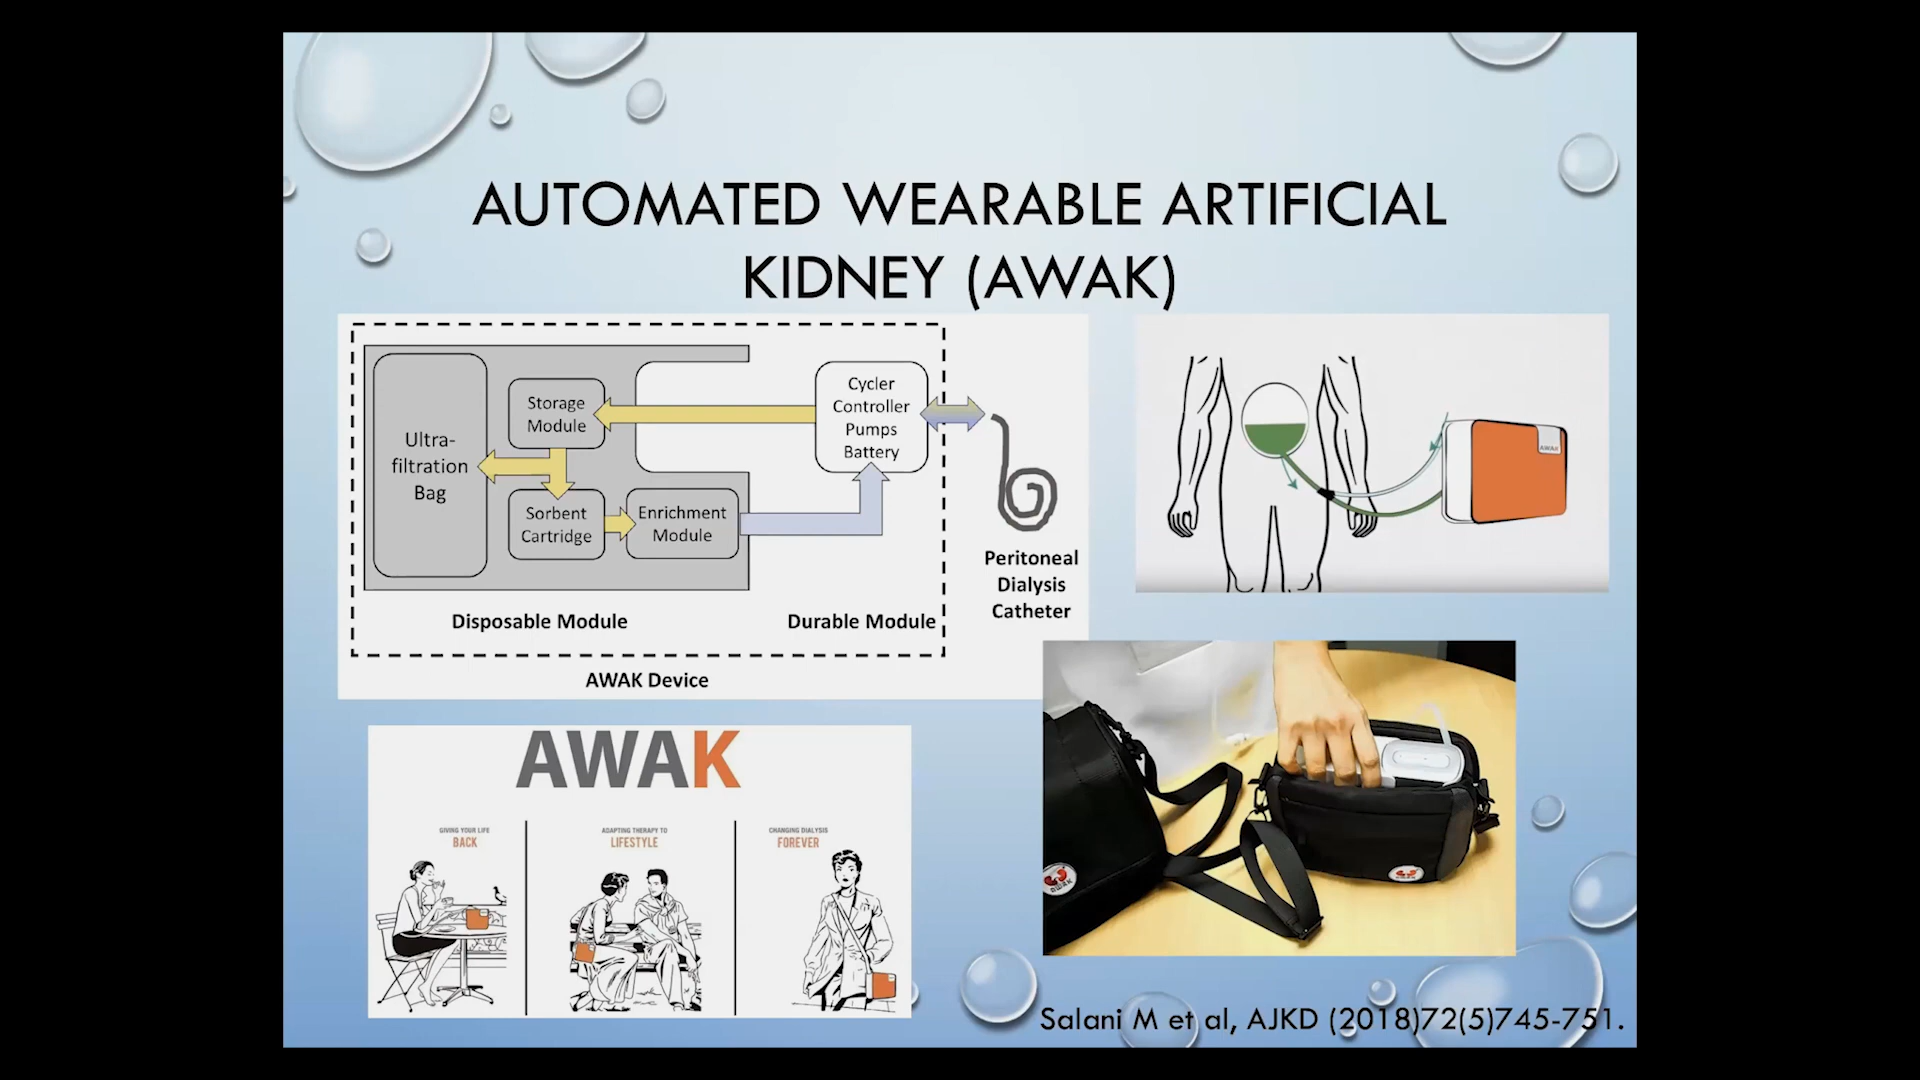 AUTOMATED WEARABLE ARTIFICIAL
KIDNEY (AWAK)
Ultra-
filtration
Bag
Storage
Module
Sorbent
Cartridge
Enrichment
Module
Cycler
Controller
Pumps
Battery
Disposable Module
Durable Module
AWAK Device
Peritoneal
Dialysis
Catheter
AWAK
AWAK
GIVING YOUR LIFE
BACK
ADAPTING THERAPY TO
LIFESTYLE
CHANGING DIALYSIS
FOREVER
AWAK
Salani M et al, AJKD (2018)72(5)745-751.